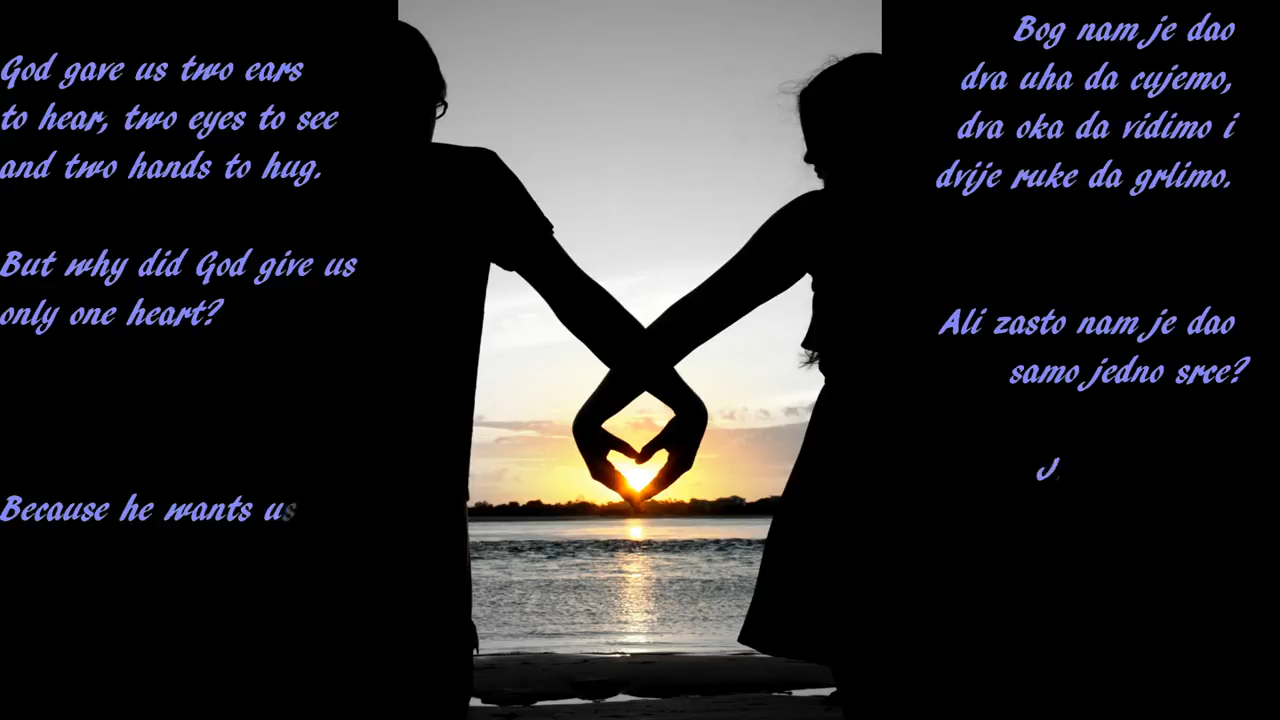 God gave us two ears
to hear, two eyes to see
and two hands to hug.
But why did God give us
only one heart?
Because he wants us
Bog nam je dao
dva uha da cujemo,
dva oka da vidimo i
dvije ruke da grlimo.
Ali zasto nam je dao
samo jedno srce?